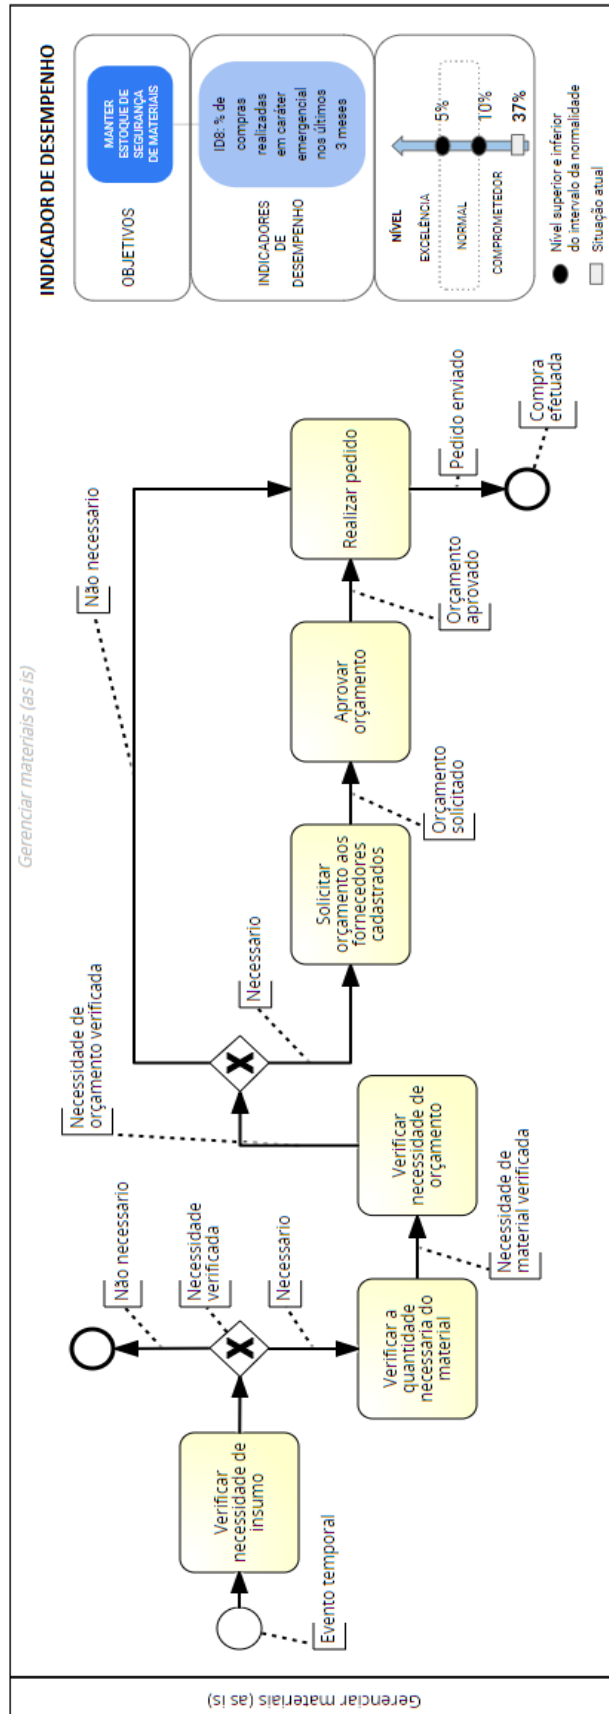 Gerenciar materiais (as is)
Gerenciar materiais (as is)
Evento temporal
Verificar
necessidade de
insumo
Não necessário
Necessidade
verificada
Necessário
Verificar a
quantidade
necessária do
material
Necessidade de
material verificada
Verificar
necessidade de
orçamento
Necessidade de
orçamento verificada
Não necessário
Necessário
Solicitar
orçamento aos
fornecedores
cadastrados
Orçamento
solicitado
Aprovar
orçamento
Orçamento
aprovado
Realizar pedido
Pedido enviado
Compra
efetuada
INDICADOR DE DESEMPENHO
OBJETIVOS
MANTER
ESTOQUE DE
SEGURANÇA
DE MATERIAIS
INDICADORES
DE
DESEMPENHO
ID8: % de
compras
realizadas
em caráter
emergencial
nos últimos
3 meses
NÍVEL
EXCELÊNCIA
5%
NORMAL
10%
COMPROMETEDOR
37%
Nível superior e inferior
do intervalo da normalidade
Situação atual